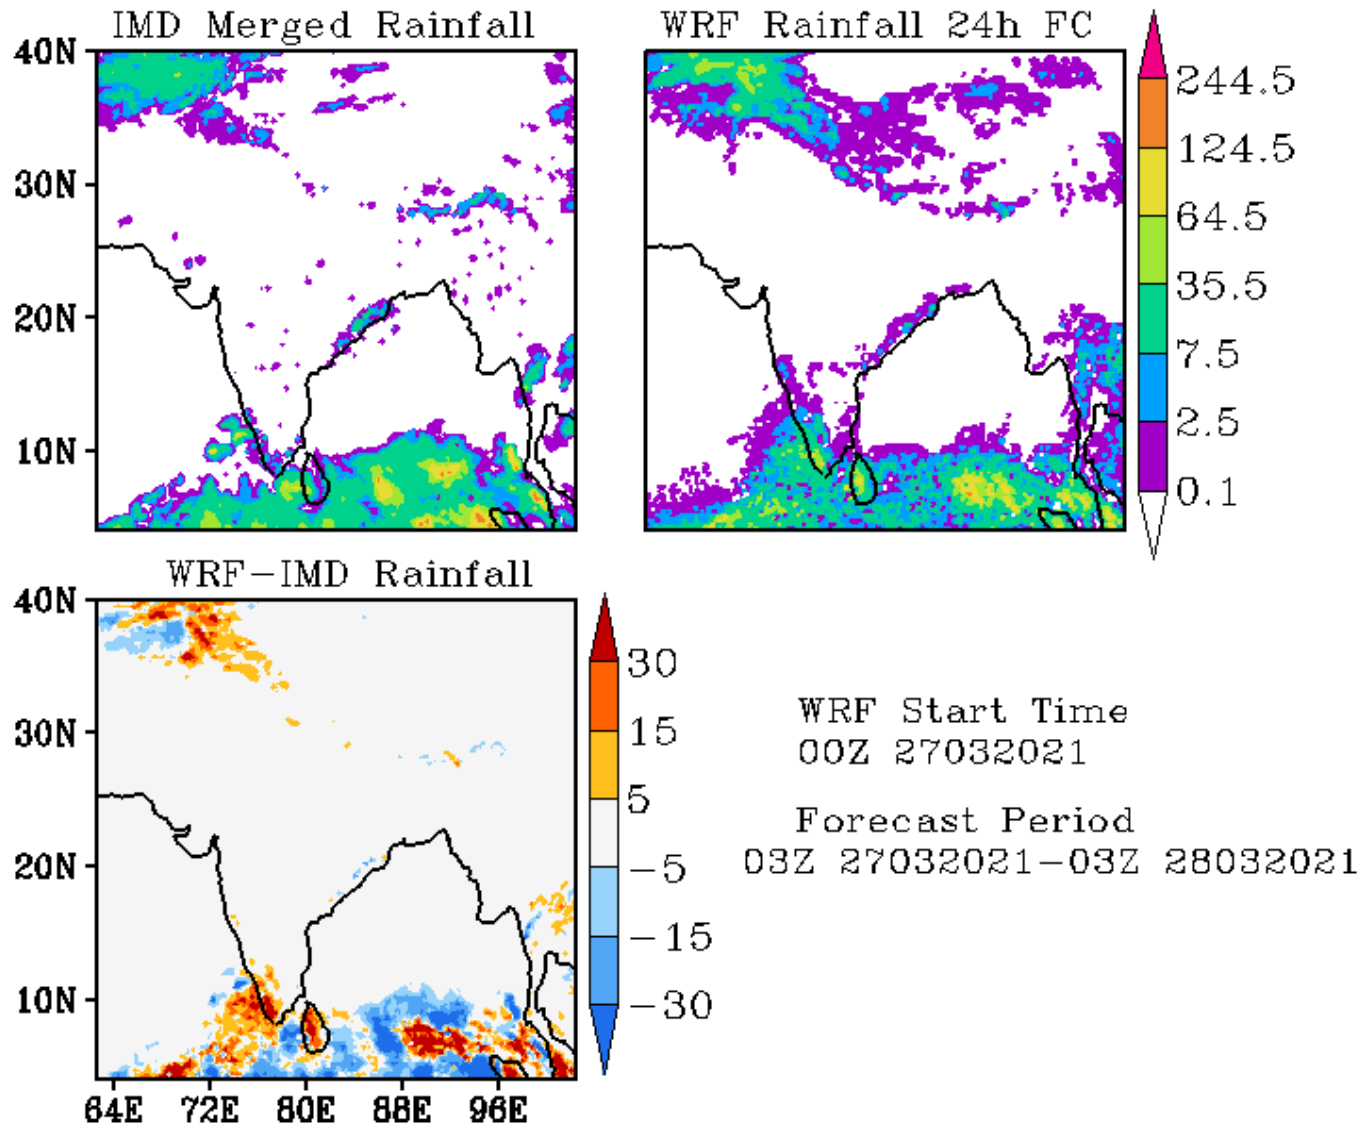 IMD Merged Rainfall
WRF Rainfall 24h FC
40N
30N
20N
10N
244.5
124.5
64.5
35.5
7.5
2.5
0.1
WRF-IMD Rainfall
40N
30N
20N
10N
64E 72E 80E 88E 96E
30
15
5
-5
-15
-30
WRF Start Time
00Z 27032021
Forecast Period
03Z 27032021-03Z 28032021